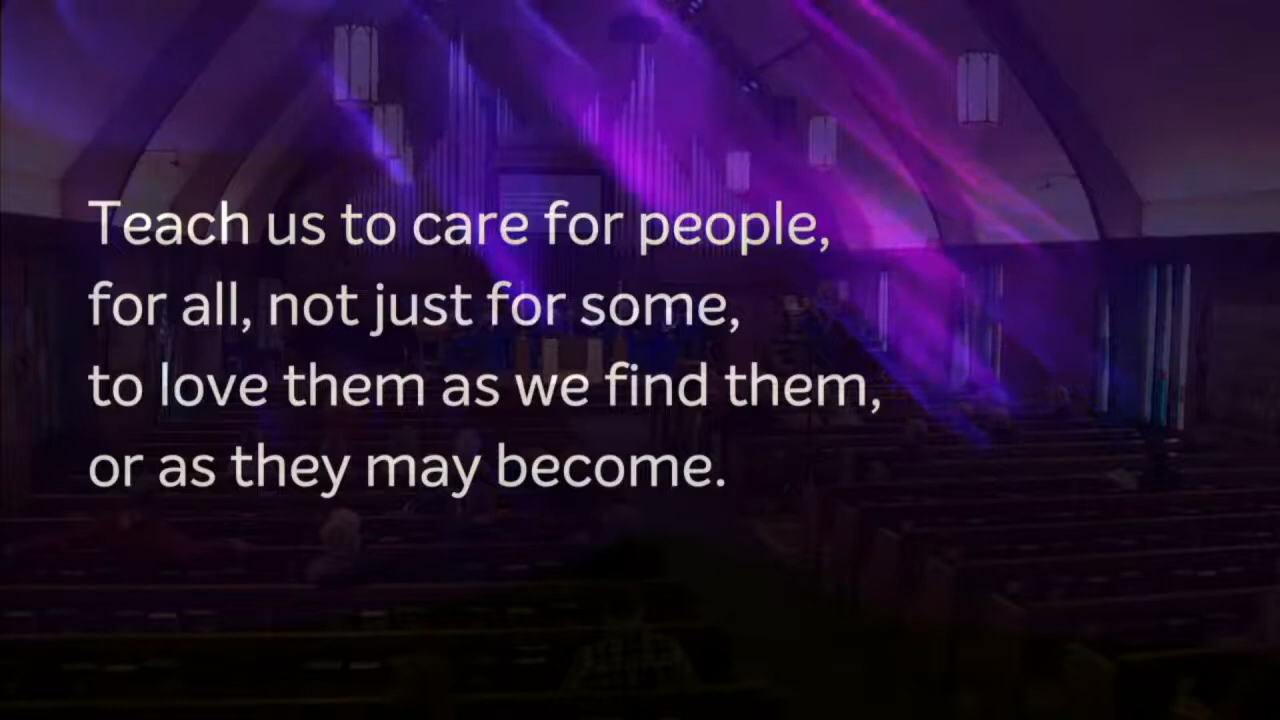 Teach us to care for people,
for all, not just for some,
to love them as we find them,
or as they may become.